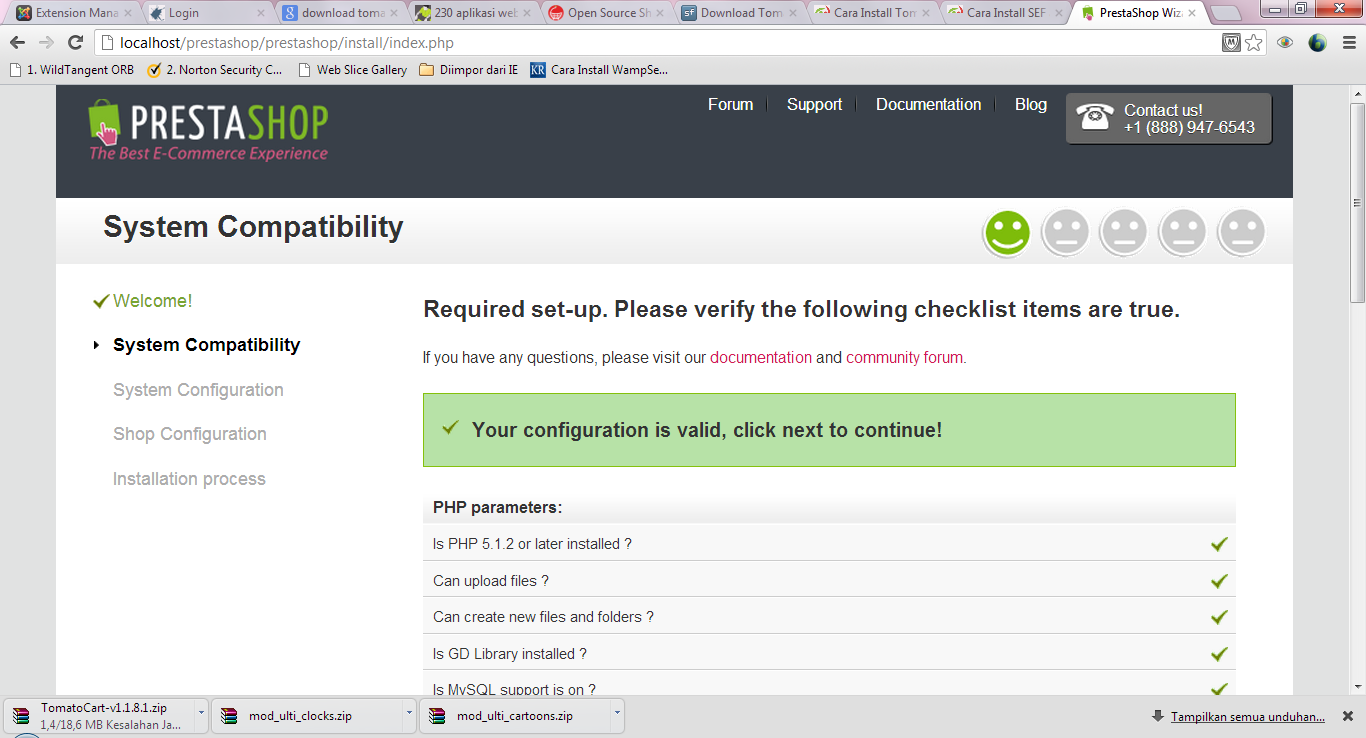 Extension Mana
Login
download toma
230 aplikasi web
Open Source Sh
Download Tom
Cara Install Tom
Cara Install SEF
PrestaShop Wiz
localhost/prestashop/prestashop/install/index.php
1. WildTangent ORB
2. Norton Security C...
Web Slice Gallery
Diimpor dari IE
KR
Cara Install WampSe...
PRESTASHOP
The Best E-Commerce Experience
Forum
Support
Documentation
Blog
Contact us!
+1 (888) 947-6543
System Compatibility
Welcome!
System Compatibility
System Configuration
Shop Configuration
Installation process
Required set-up. Please verify the following checklist items are true.
If you have any questions, please visit our documentation and community forum.
Your configuration is valid, click next to continue!
PHP parameters:
Is PHP 5.1.2 or later installed ?
Can upload files ?
Can create new files and folders ?
Is GD Library installed ?
Is MySQL support is on ?
TomatoCart-v1.1.8.1.zip
1,4/18,6 MB Kesalahan Ja...
mod_ulti_clocks.zip
mod_ulti_cartoons.zip
Tampilkan semua unduhan...